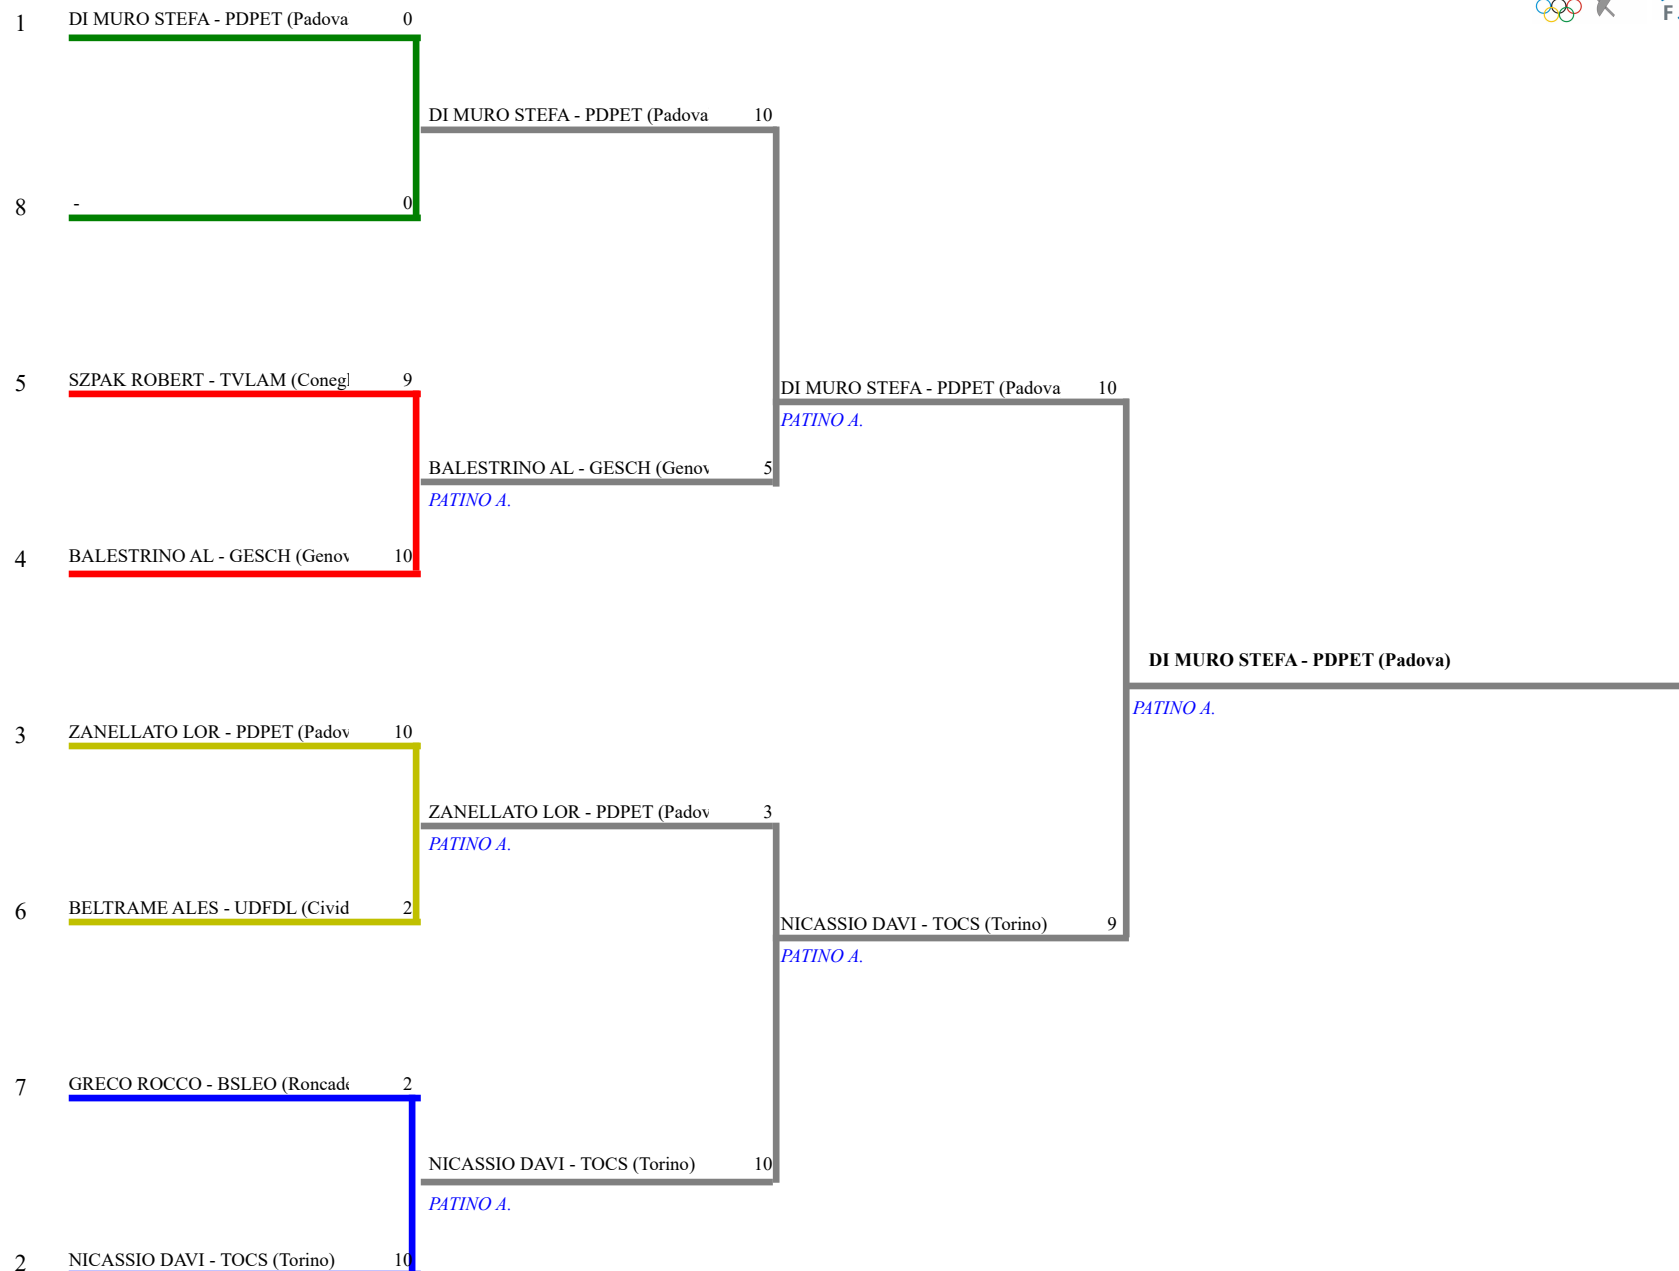 1 DI MURO STEFA - PDPET (Padova 0
DI MURO STEFA - PDPET (Padova 10
8 - 0
5 SZPAK ROBERT - TVLAM (Conegl 9
DI MURO STEFA - PDPET (Padova 10
PATINO A.
BALESTRINO AL - GESCH (Genov 5
PATINO A.
4 BALESTRINO AL - GESCH (Genov 10
DI MURO STEFA - PDPET (Padova)
PATINO A.
3 ZANELLATO LOR - PDPET (Padov 10
ZANELLATO LOR - PDPET (Padov 3
PATINO A.
6 BELTRAME ALES - UDFDL (Civid 2
NICASSIO DAVI - TOCS (Torino) 9
PATINO A.
7 GRECO ROCCO - BSLEO (Roncade 2
NICASSIO DAVI - TOCS (Torino) 10
PATINO A.
2 NICASSIO DAVI - TOCS (Torino) 10